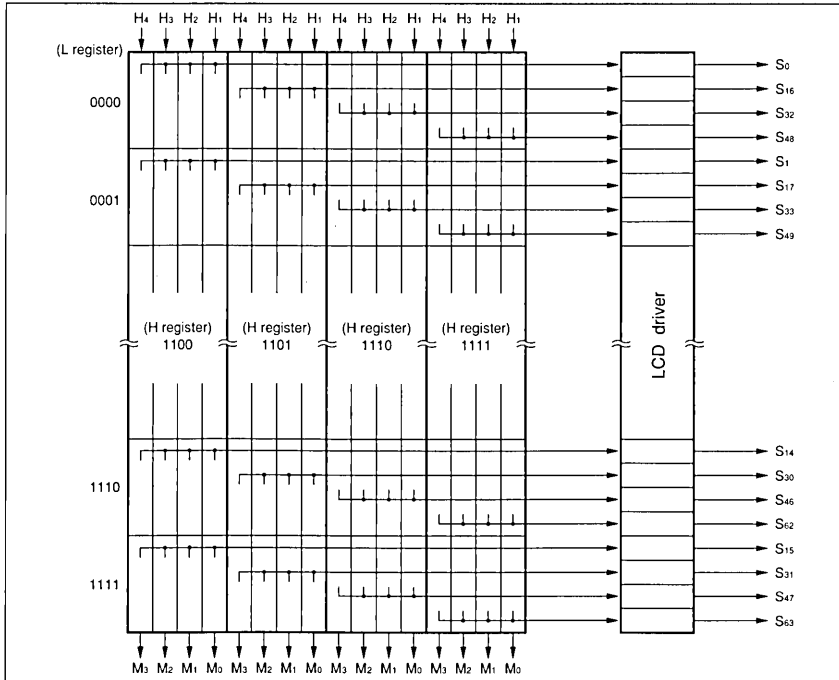 H4 H3 H2 H1 H4 H3 H2 H1 H4 H3 H2 H1 H4 H3 H2 H1
(L register)
S0
0000
S16
S32
S48
S1
0001
S17
S33
S49
(H register) (H register) (H register) (H register)
1100 1101 1110 1111
LCD driver
S14
1110
S30
S46
S62
S15
1111
S31
S47
S63
M3 M2 M1 M0 M3 M2 M1 M0 M3 M2 M1 M0 M3 M2 M1 M0